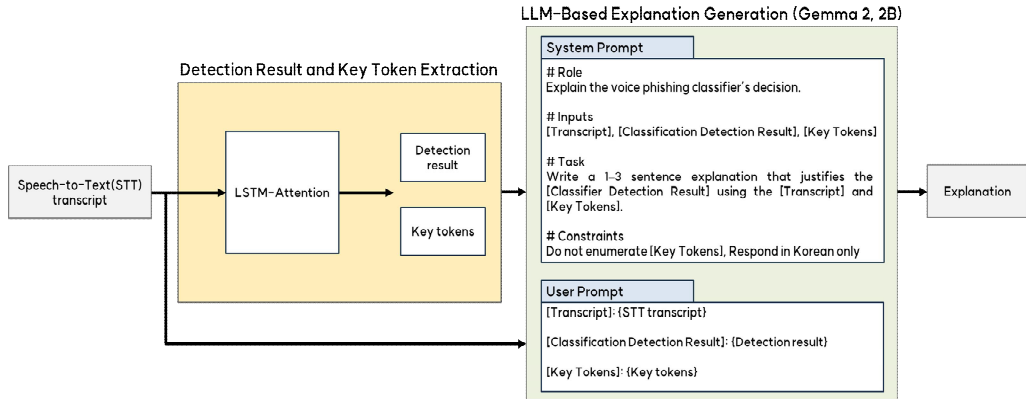 LLM-Based Explanation Generation (Gemma 2, 2B)
Detection Result and Key Token Extraction
Speech-to-Text(STT)
transcript
LSTM-Attention
Detection
result
Key tokens
System Prompt
# Role
Explain the voice phishing classifier's decision.
# Inputs
[Transcript], [Classification Detection Result], [Key Tokens]
# Task
Write a 1–3 sentence explanation that justifies the
[Classifier Detection Result] using the [Transcript] and
[Key Tokens].
# Constraints
Do not enumerate [Key Tokens], Respond in Korean only
User Prompt
[Transcript]: {STT transcript}
[Classification Detection Result]: {Detection result}
[Key Tokens]: {Key tokens}
Explanation